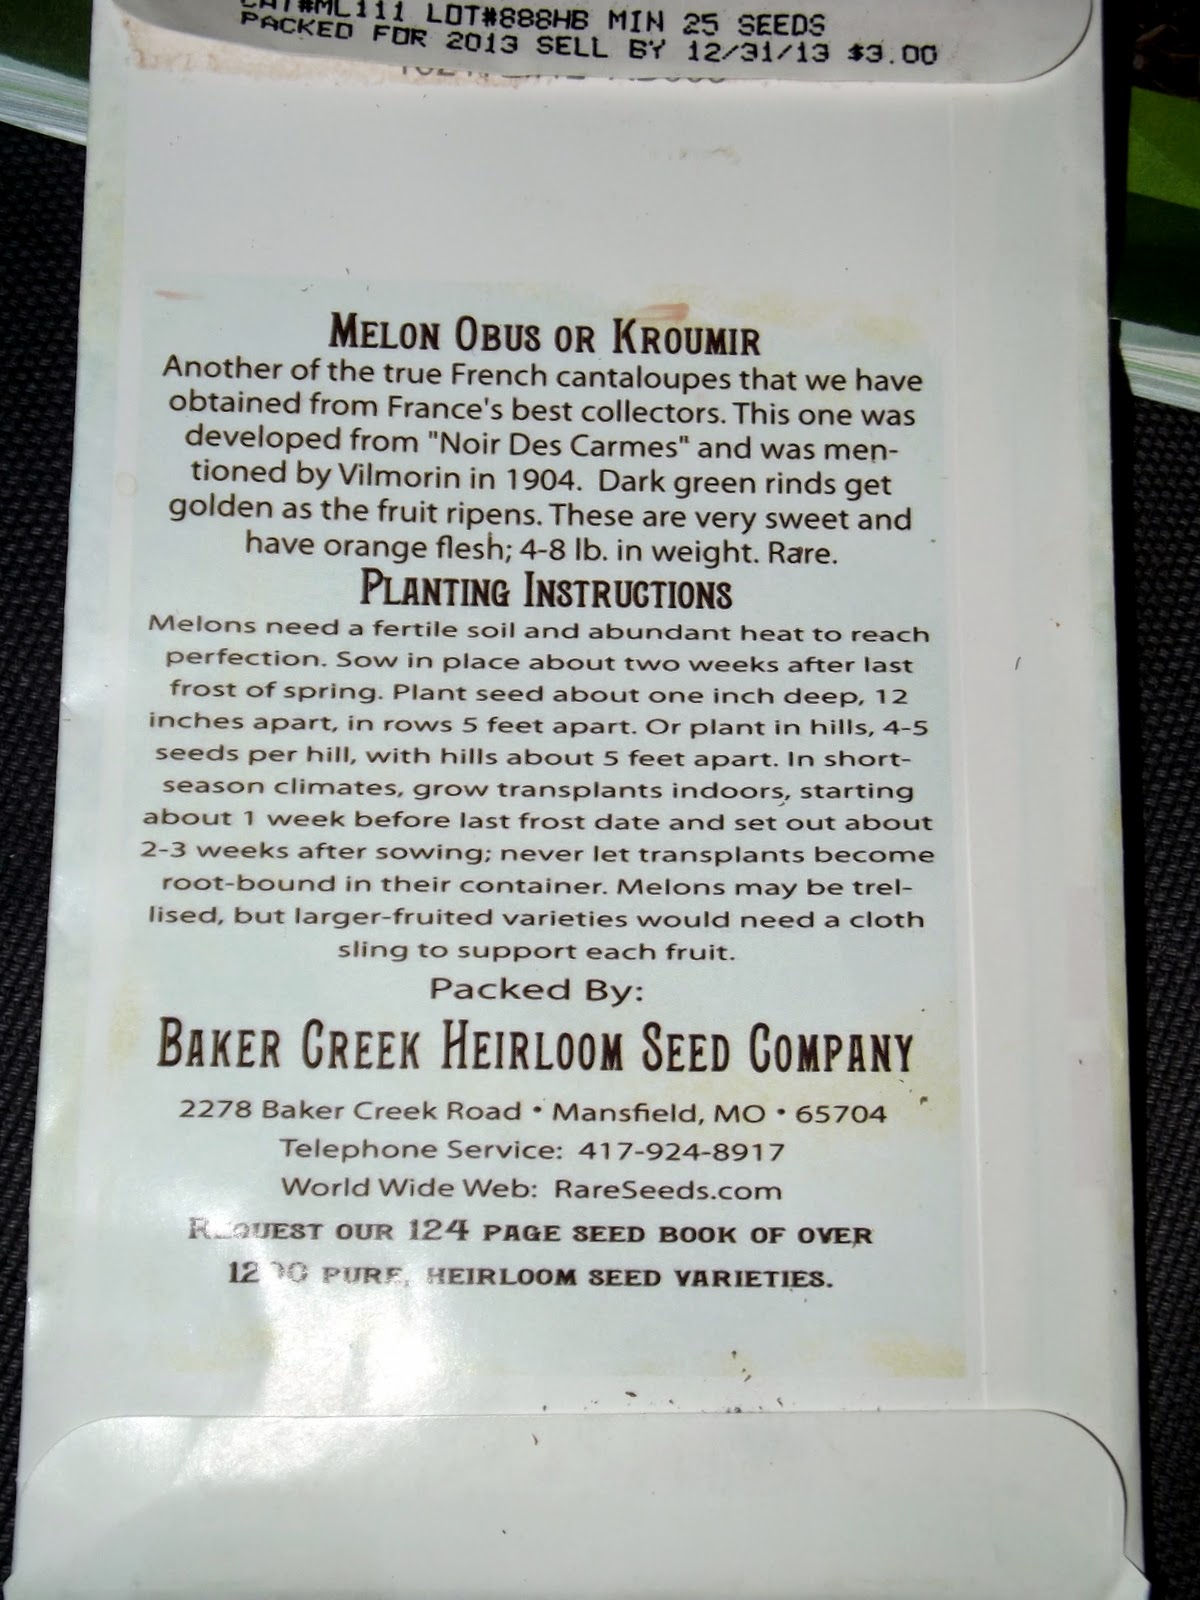 CAT#ML111 LOT#888HB MIN 25 SEEDS
PACKED FOR 2013 SELL BY 12/31/13 $3.00
MELON OBUS OR KROUMIR
Another of the true French cantaloupes that we have
obtained from France's best collectors. This one was
developed from "Noir Des Carmes" and was men-
tioned by Vilmorin in 1904. Dark green rinds get
golden as the fruit ripens. These are very sweet and
have orange flesh; 4-8 lb. in weight. Rare.
PLANTING INSTRUCTIONS
Melons need a fertile soil and abundant heat to reach
perfection. Sow in place about two weeks after last
frost of spring. Plant seed about one inch deep, 12
inches apart, in rows 5 feet apart. Or plant in hills, 4-5
seeds per hill, with hills about 5 feet apart. In short-
season climates, grow transplants indoors, starting
about 1 week before last frost date and set out about
2-3 weeks after sowing; never let transplants become
root-bound in their container. Melons may be trel-
lised, but larger-fruited varieties would need a cloth
sling to support each fruit.
Packed By:
BAKER CREEK HEIRLOOM SEED COMPANY
2278 Baker Creek Road • Mansfield, MO • 65704
Telephone Service: 417-924-8917
World Wide Web: RareSeeds.com
REQUEST OUR 124 PAGE SEED BOOK OF OVER
PURE, HEIRLOOM SEED VARIETIES.